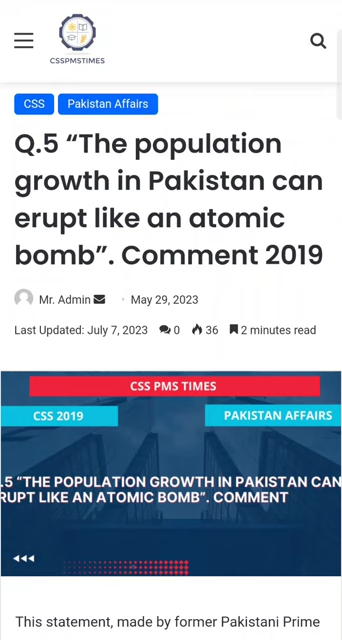 CSSPMSTIMES
CSS
Pakistan Affairs
Q.5 “The population
growth in Pakistan can
erupt like an atomic
bomb”. Comment 2019
Mr. Admin
May 29, 2023
Last Updated: July 7, 2023
0
36
2 minutes read
CSS PMS TIMES
CSS 2019
PAKISTAN AFFAIRS
.5 “THE POPULATION GROWTH IN PAKISTAN CAN
RUPT LIKE AN ATOMIC BOMB”. COMMENT
This statement, made by former Pakistani Prime